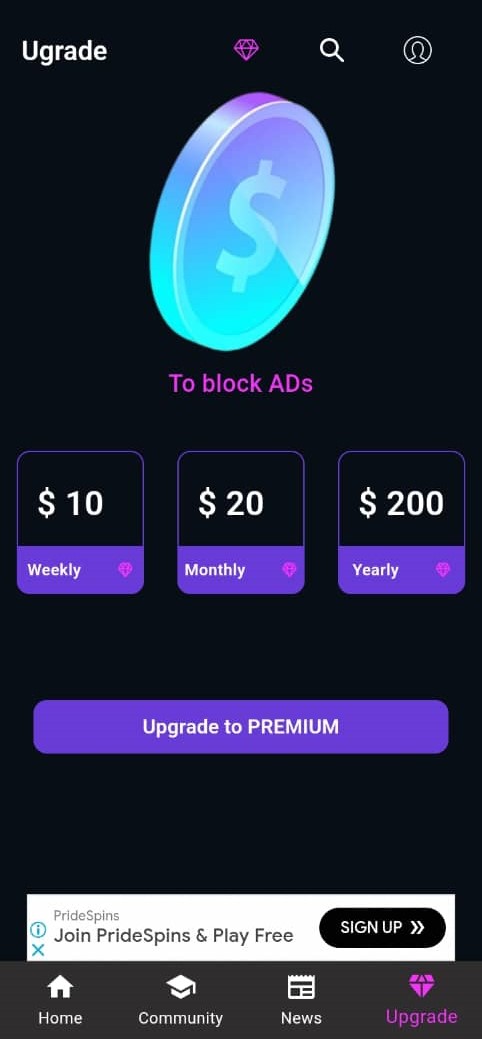 Ugrade
$
To block ADs
$ 10
$ 20
$ 200
Weekly
Monthly
Yearly
Upgrade to PREMIUM
PrideSpins
Join PrideSpins & Play Free
SIGN UP
Home
Community
News
Upgrade